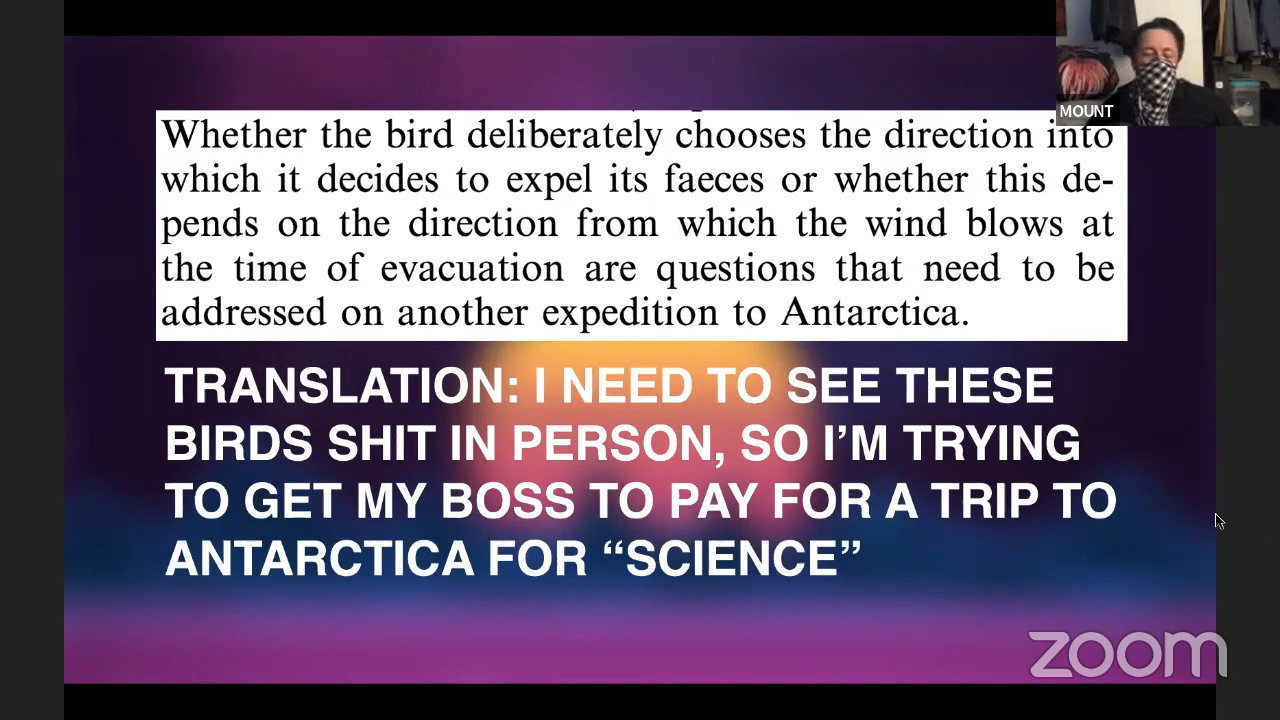 MOUNT
Whether the bird deliberately chooses the direction into
which it decides to expel its faeces or whether this de-
pends on the direction from which the wind blows at
the time of evacuation are questions that need to be
addressed on another expedition to Antarctica.
TRANSLATION: I NEED TO SEE THESE
BIRDS SHIT IN PERSON, SO I’M TRYING
TO GET MY BOSS TO PAY FOR A TRIP TO
ANTARCTICA FOR “SCIENCE”
zoom